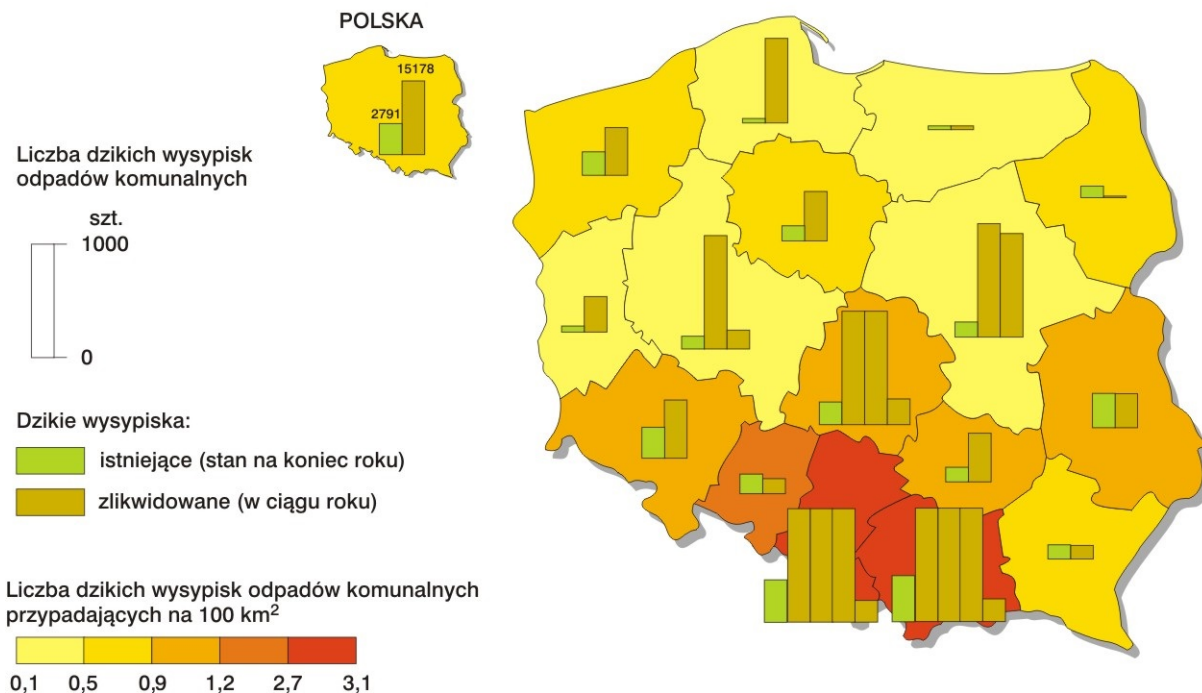 POLSKA
15178
2791
Liczba dzikich wysypisk
odpadów komunalnych
szt.
1000
0
Dzikie wysypiska:
istniejące (stan na koniec roku)
zlikwidowane (w ciągu roku)
Liczba dzikich wysypisk odpadów komunalnych
przypadających na 100 km²
0,1 0,5 0,9 1,2 2,7 3,1